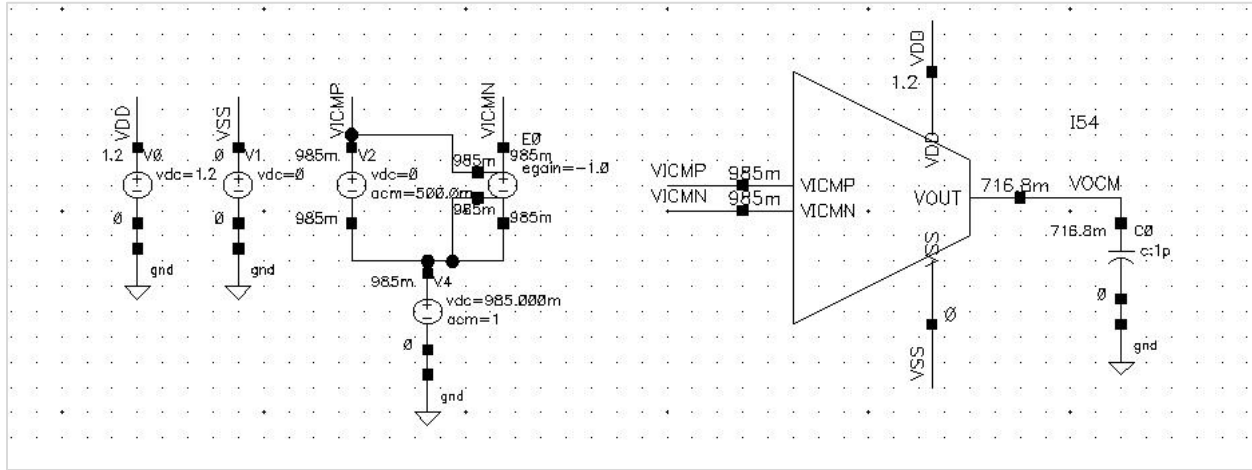 VDD
1.2
V0
vdc=1.2
0
gnd
VSS
0
V1
vdc=0
0
gnd
VICMP
985m
V2
vdc=0
acm=500.0m
985m
VICMN
E0
985m
985m
egain=-1.0
985m
985m
985m
V4
vdc=985.000m
acm=1
0
gnd
VICMP
985m
VICMN
985m
VICMP
VICMN
VDD
1.2
VDD
VOUT
VSS
0
VSS
I54
716.8m
VOCM
716.8m
C0
c:1p
0
gnd